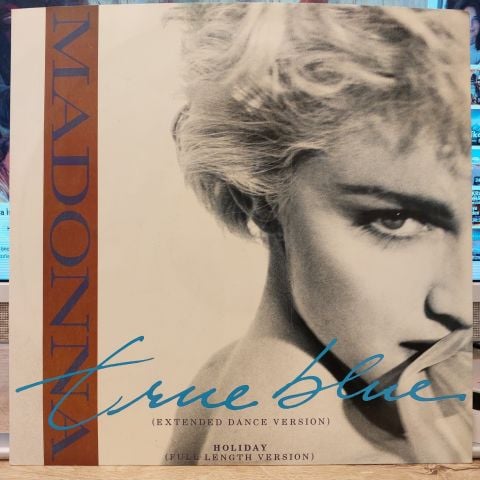 MADONNA
true blue
(EXTENDED DANCE VERSION)
HOLIDAY
(FULL LENGTH VERSION)